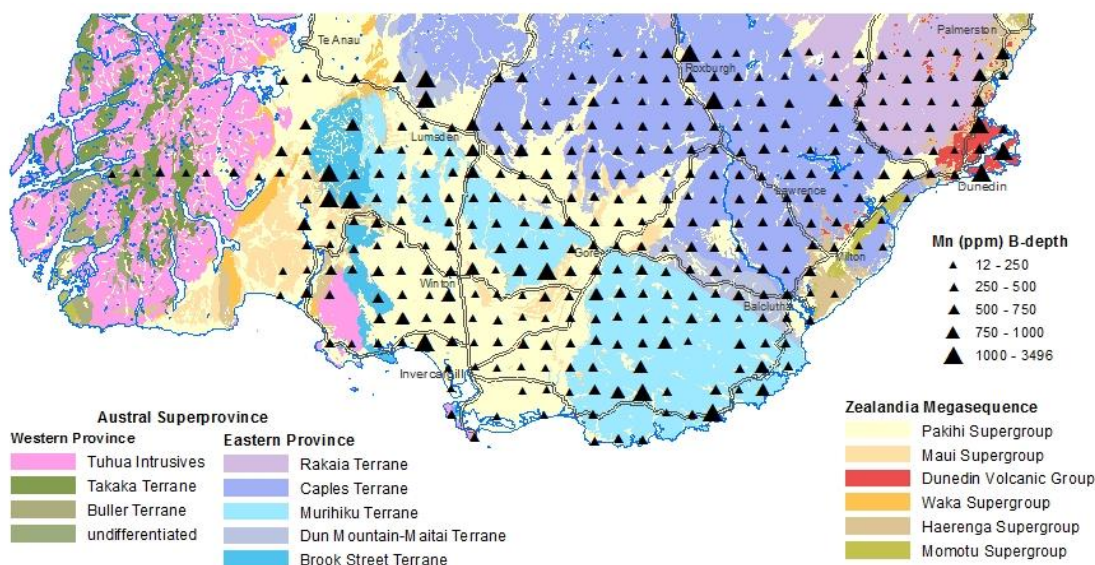 Te Anau
Palmerston
Roxburgh
Lumsden
Lawrence
Dunedin
Gore
Milton
Winton
Balclutha
Invercargill
Mn (ppm) B-depth
12 - 250
250 - 500
500 - 750
750 - 1000
1000 - 3496
Austral Superprovince
Western Province
Tuhua Intrusives
Takaka Terrane
Buller Terrane
undifferentiated
Eastern Province
Rakaia Terrane
Caples Terrane
Murihiku Terrane
Dun Mountain-Maitai Terrane
Brook Street Terrane
Zealandia Megasequence
Pakihi Supergroup
Maui Supergroup
Dunedin Volcanic Group
Waka Supergroup
Haerenga Supergroup
Momotu Supergroup